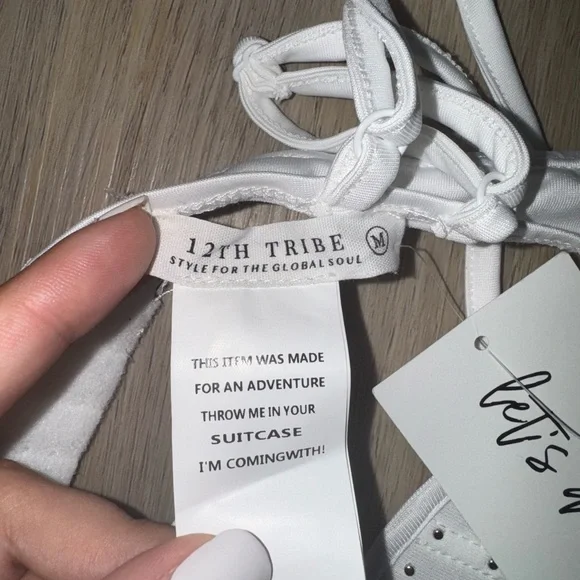 12TH TRIBE M
STYLE FOR THE GLOBAL SOUL
THIS ITEM WAS MADE
FOR AN ADVENTURE
THROW ME IN YOUR
SUITCASE
I'M COMINGWITH!
let's